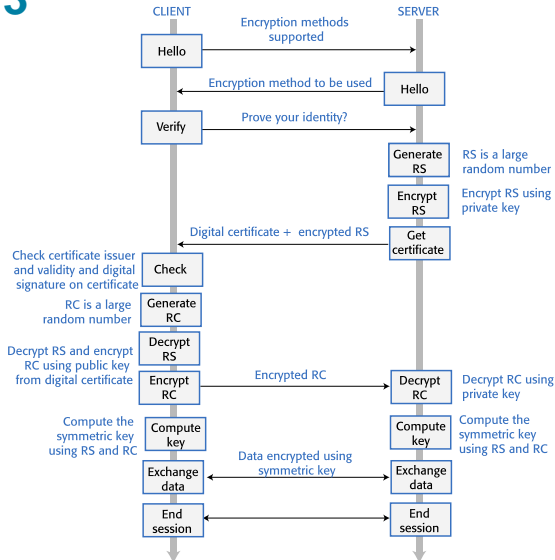 3
CLIENT
SERVER
Encryption methods
supported
Hello
Encryption method to be used
Hello
Verify
Prove your identity?
Generate
RS
RS is a large
random number
Encrypt
RS
Encrypt RS using
private key
Digital certificate + encrypted RS
Get
certificate
Check certificate issuer
and validity and digital
signature on certificate
Check
RC is a large
random number
Generate
RC
Decrypt
RS
Decrypt RS and encrypt
RC using public key
from digital certificate
Encrypt
RC
Encrypted RC
Decrypt
RC
Decrypt RC using
private key
Compute the
symmetric key
using RS and RC
Compute
key
Compute
key
Compute the
symmetric key
using RS and RC
Exchange
data
Data encrypted using
symmetric key
Exchange
data
End
session
End
session